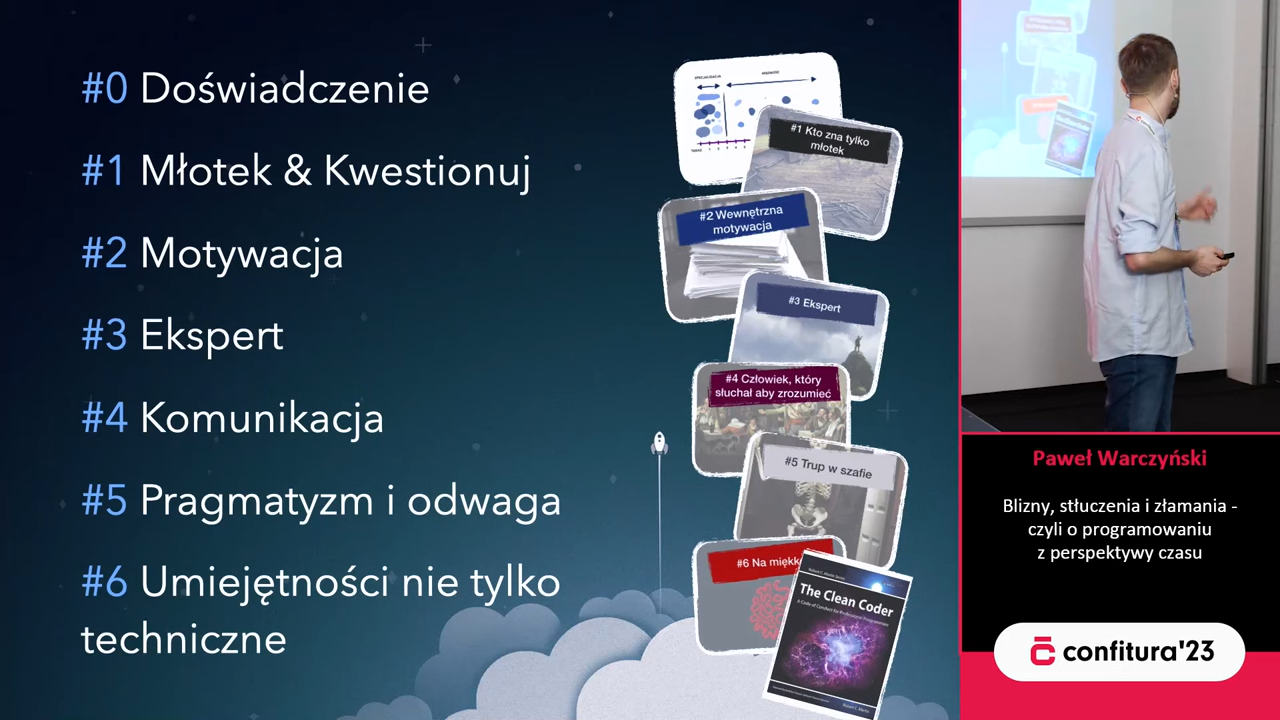 #0 Doświadczenie
#1 Młotek & Kwestionuj
#2 Motywacja
#3 Ekspert
#4 Komunikacja
#5 Pragmatyzm i odwaga
#6 Umiejętności nie tylko
techniczne
#1 Kto zna tylko
młotek
#2 Wewnętrzna
motywacja
#3 Ekspert
#4 Człowiek, który
słuchał aby zrozumieć
#5 Trup w szafie
#6 Na miękk
The Clean Coder
A Code of Conduct for Professional Programmers
Robert C. Martin
Paweł Warczyński
Blizny, stłuczenia i złamania -
czyli o programowaniu
z perspektywy czasu
confitura'23